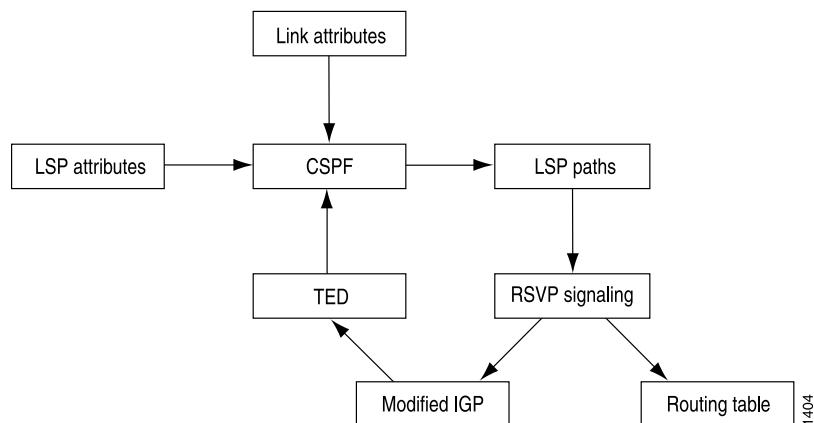 Link attributes
LSP attributes
CSPF
LSP paths
TED
RSVP signaling
Modified IGP
Routing table
1404